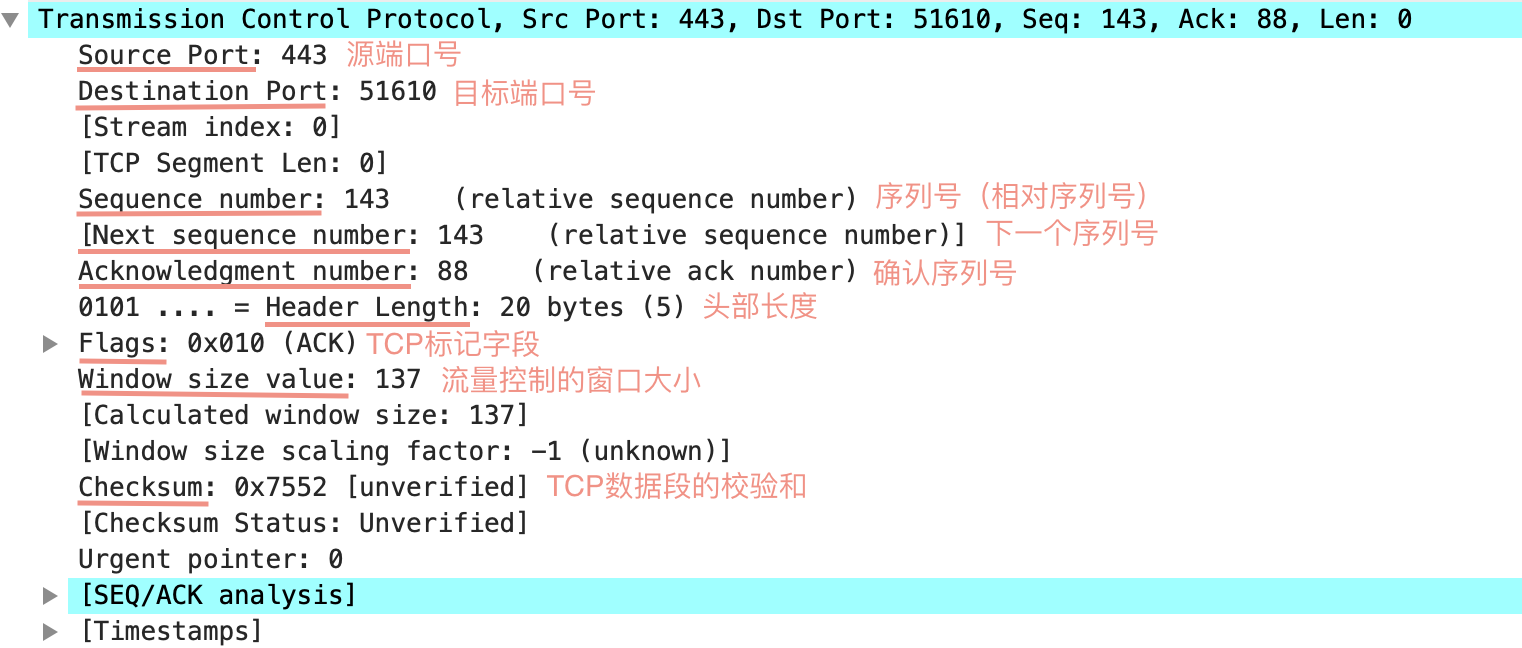 Transmission Control Protocol, Src Port: 443, Dst Port: 51610, Seq: 143, Ack: 88, Len: 0
Source Port: 443 源端口号
Destination Port: 51610 目标端口号
[Stream index: 0]
[TCP Segment Len: 0]
Sequence number: 143 (relative sequence number) 序列号（相对序列号）
[Next sequence number: 143 (relative sequence number)] 下一个序列号
Acknowledgment number: 88 (relative ack number) 确认序列号
0101 .... = Header Length: 20 bytes (5) 头部长度
Flags: 0x010 (ACK) TCP标记字段
Window size value: 137 流量控制的窗口大小
[Calculated window size: 137]
[Window size scaling factor: -1 (unknown)]
Checksum: 0x7552 [unverified] TCP数据段的校验和
[Checksum Status: Unverified]
Urgent pointer: 0
[SEQ/ACK analysis]
[Timestamps]